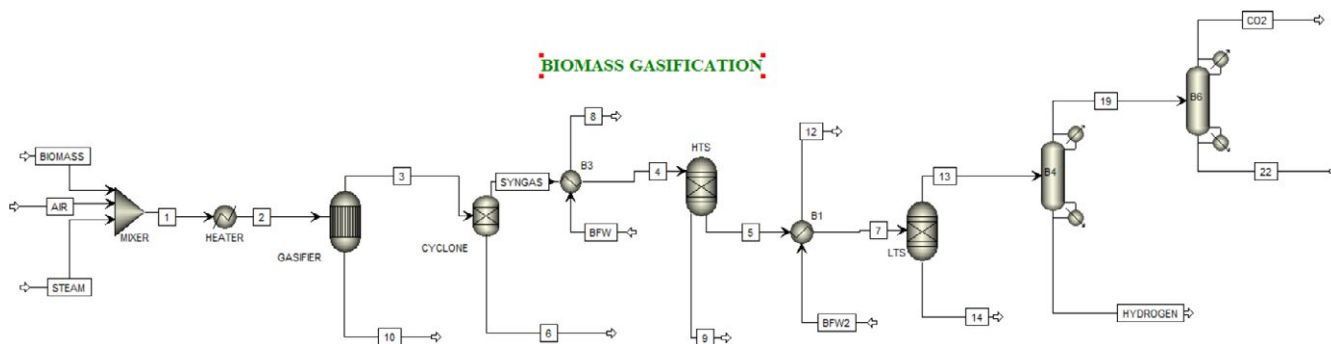 BIOMASS GASIFICATION
CO2
B6
22
19
B4
HYDROGEN
13
LTS
14
12
B1
7
BFW2
HTS
4
5
9
8
B3
SYNGAS
BFW
3
CYCLONE
6
GASIFIER
10
2
HEATER
1
MIXER
BIOMASS
AIR
STEAM